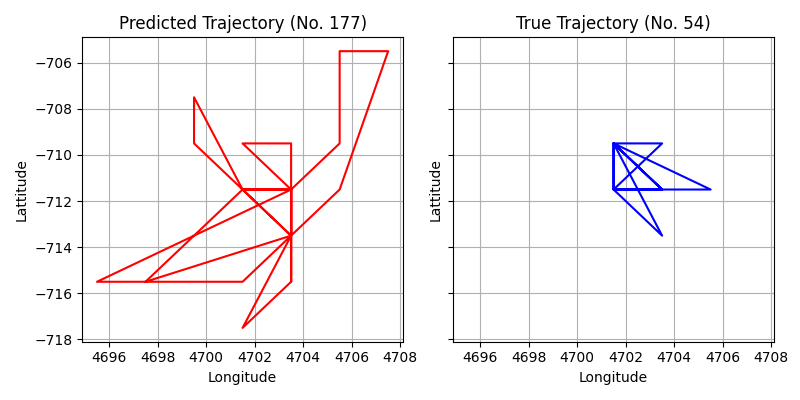 Predicted Trajectory (No. 177)
True Trajectory (No. 54)
Lattitude
−706
−708
−710
−712
−714
−716
−718
4696 4698 4700 4702 4704 4706 4708
Longitude
Lattitude
4696 4698 4700 4702 4704 4706 4708
Longitude